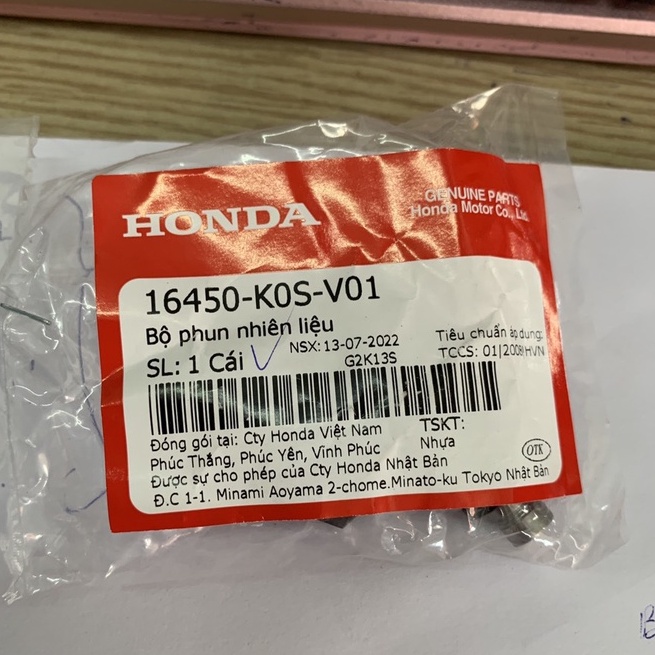 HONDA
GENUINE PARTS
Honda Motor Co., Ltd.
16450-K0S-V01
Bộ phun nhiên liệu
NSX: 13-07-2022
Tiêu chuẩn áp dụng:
SL: 1 Cái
G2K13S
TCCS: 01/2008/HVN
Đóng gói tại: Cty Honda Việt Nam
TSKT:
Phúc Thắng, Phúc Yên, Vĩnh Phúc
Nhựa
Được sự cho phép của Cty Honda Nhật Bản
OTK
Đ.C 1-1. Minami Aoyama 2-chome.Minato-ku Tokyo Nhật Bản